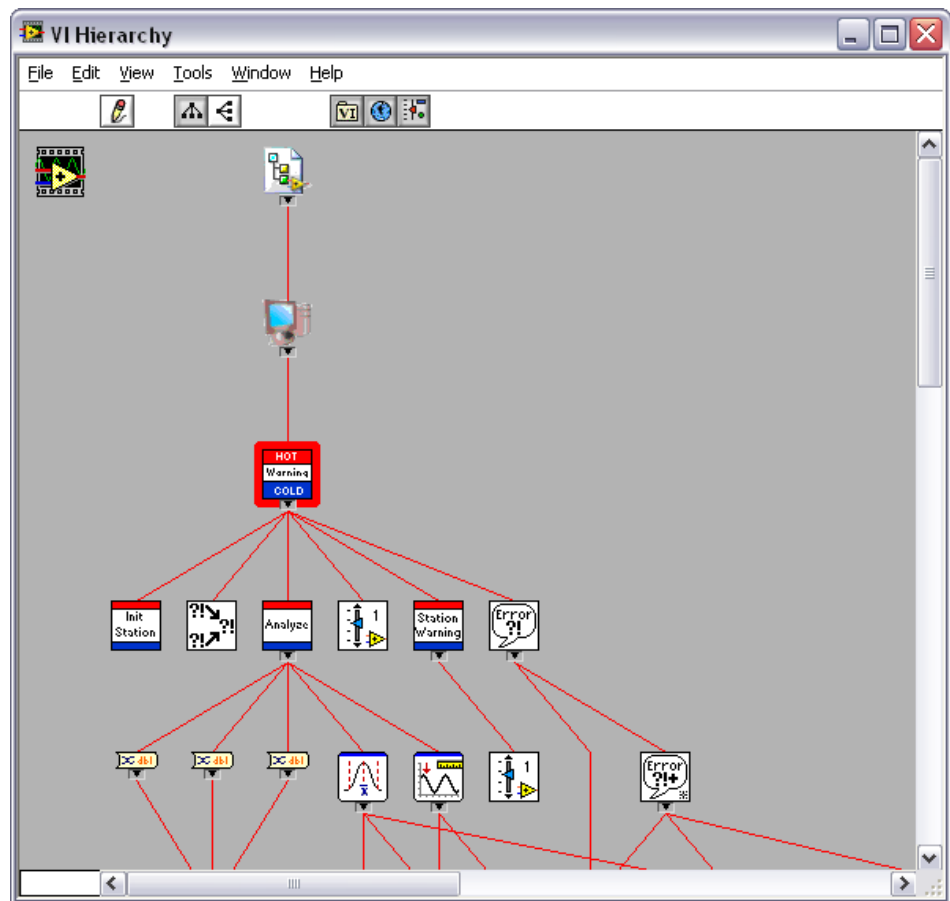 VI Hierarchy
File Edit View Tools Window Help
VI
HOT
Warning
COLD
Init
Station
?!
?!
?!
Analyze
1
Station
Warning
Error
?!
dbl
dbl
dbl
x
1
Error
?!+